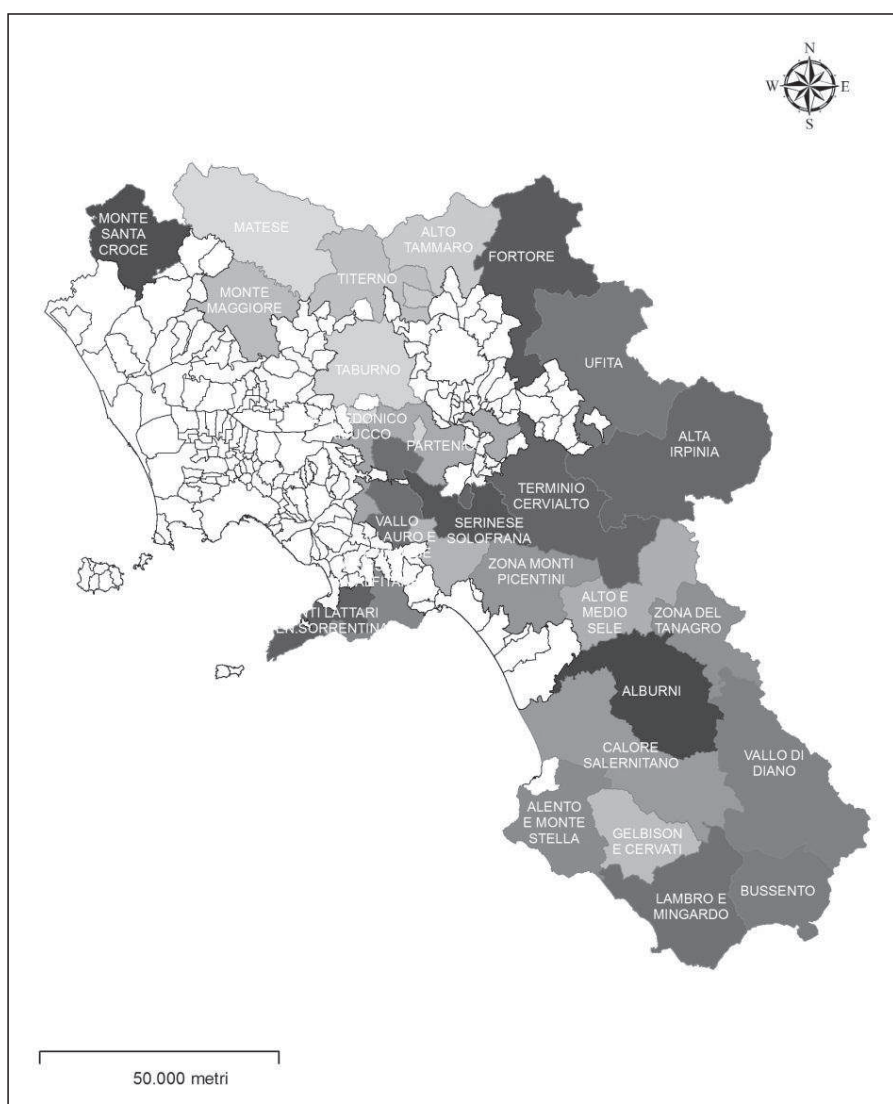 N
W E
S
MONTE
SANTA
CROCE
MATESE
ALTO
TAMMARO
FORTORE
TITERNO
MONTE
MAGGIORE
UFITA
TABURNO
ALTA
IRPINIA
PARTENIO
TERMINIO
CERVIALTO
VALLO
LAURO E
SERINESE
SOLOFRANA
ZONA MONTI
PICENTINI
ALTO E
MEDIO
SELE
ZONA DEL
TANAGRO
LATTARI
SORRENTINA
ALBURNI
CALORE
SALERNITANO
VALLO DI
DIANO
ALENTO
E MONTE
STELLA
GELBISON
E CERVATI
LAMBRO E
MINGARDO
BUSSENTO
50.000 metri